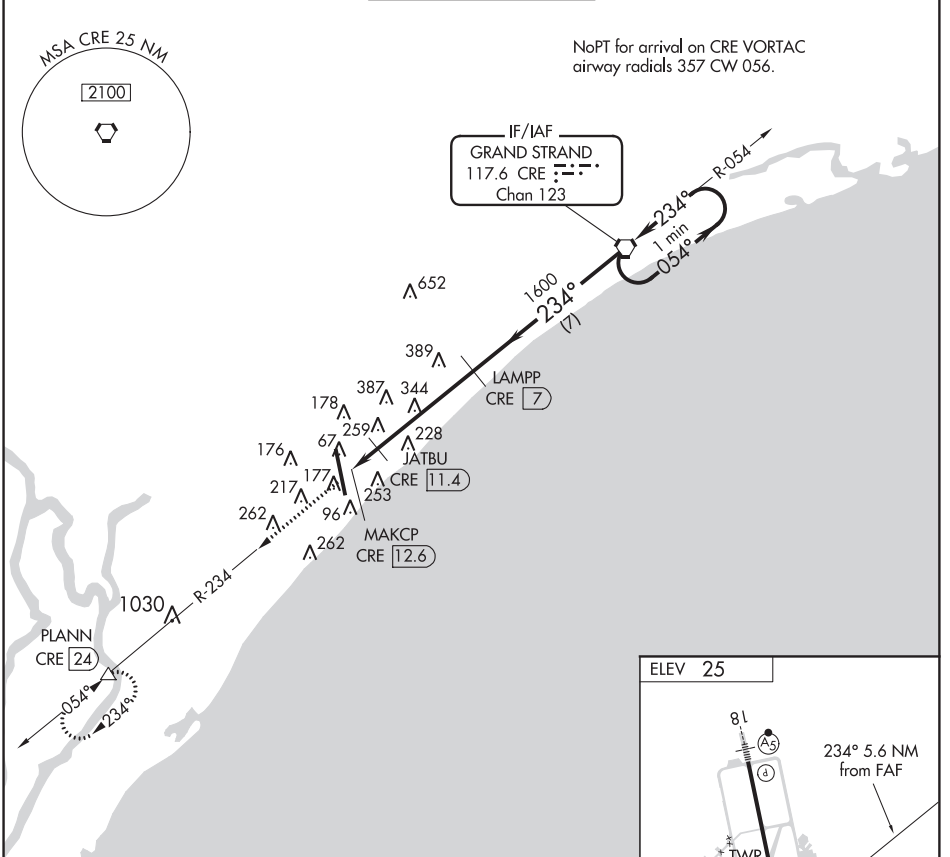 MSA CRE 25 NM
2100
NoPT for arrival on CRE VORTAC
airway radials 357 CW 056.
IF/IAF
GRAND STRAND
117.6 CRE
Chan 123
R-054
234°
1 min
054°
1600
234°
(7)
652
389
LAMPP
CRE 7
387
344
178
259
228
67
JATBU
CRE 11.4
176
177
217
253
96
262
MAKCP
CRE 12.6
262
R-234
1030
PLANN
CRE 24
054°
234°
ELEV 25
18
A5
234° 5.6 NM
from FAF
TWR